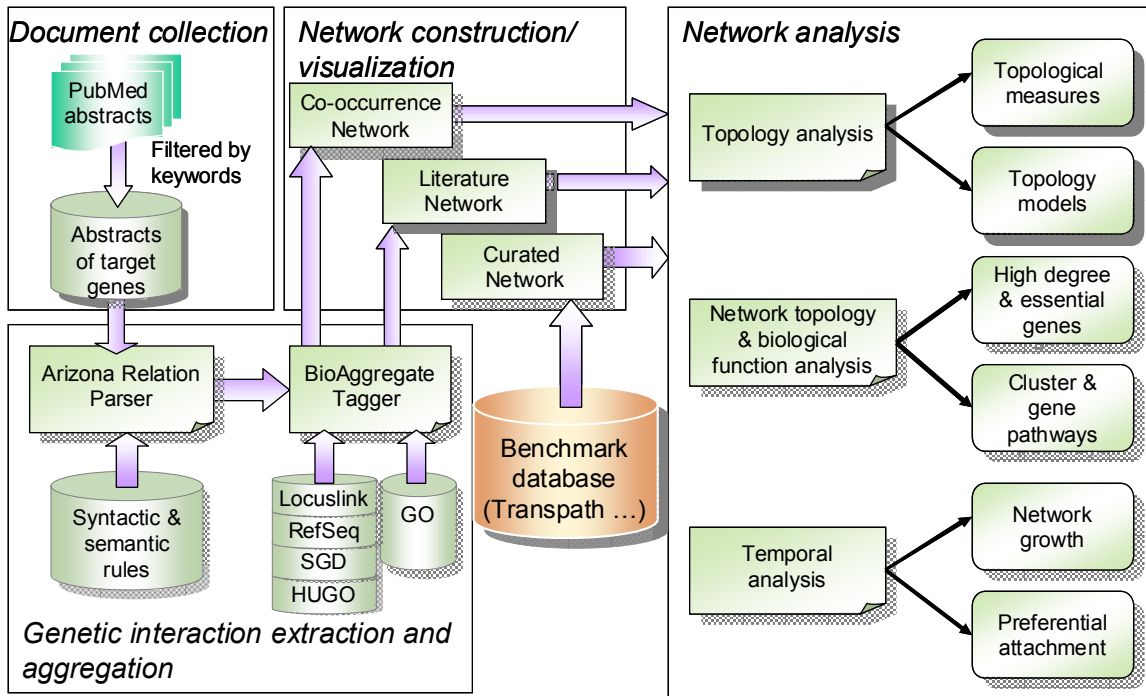 Document collection
PubMed
abstracts
Filtered by
keywords
Abstracts
of target
genes
Network construction/
visualization
Co-occurrence
Network
Literature
Network
Curated
Network
Arizona Relation
Parser
BioAggregate
Tagger
Syntactic &
semantic
rules
Locuslink
RefSeq
SGD
HUGO
GO
Genetic interaction extraction and
aggregation
Benchmark
database
(Transpath …)
Network analysis
Topology analysis
Topological
measures
Topology
models
Network topology
& biological
function analysis
High degree
& essential
genes
Cluster &
gene
pathways
Temporal
analysis
Network
growth
Preferential
attachment